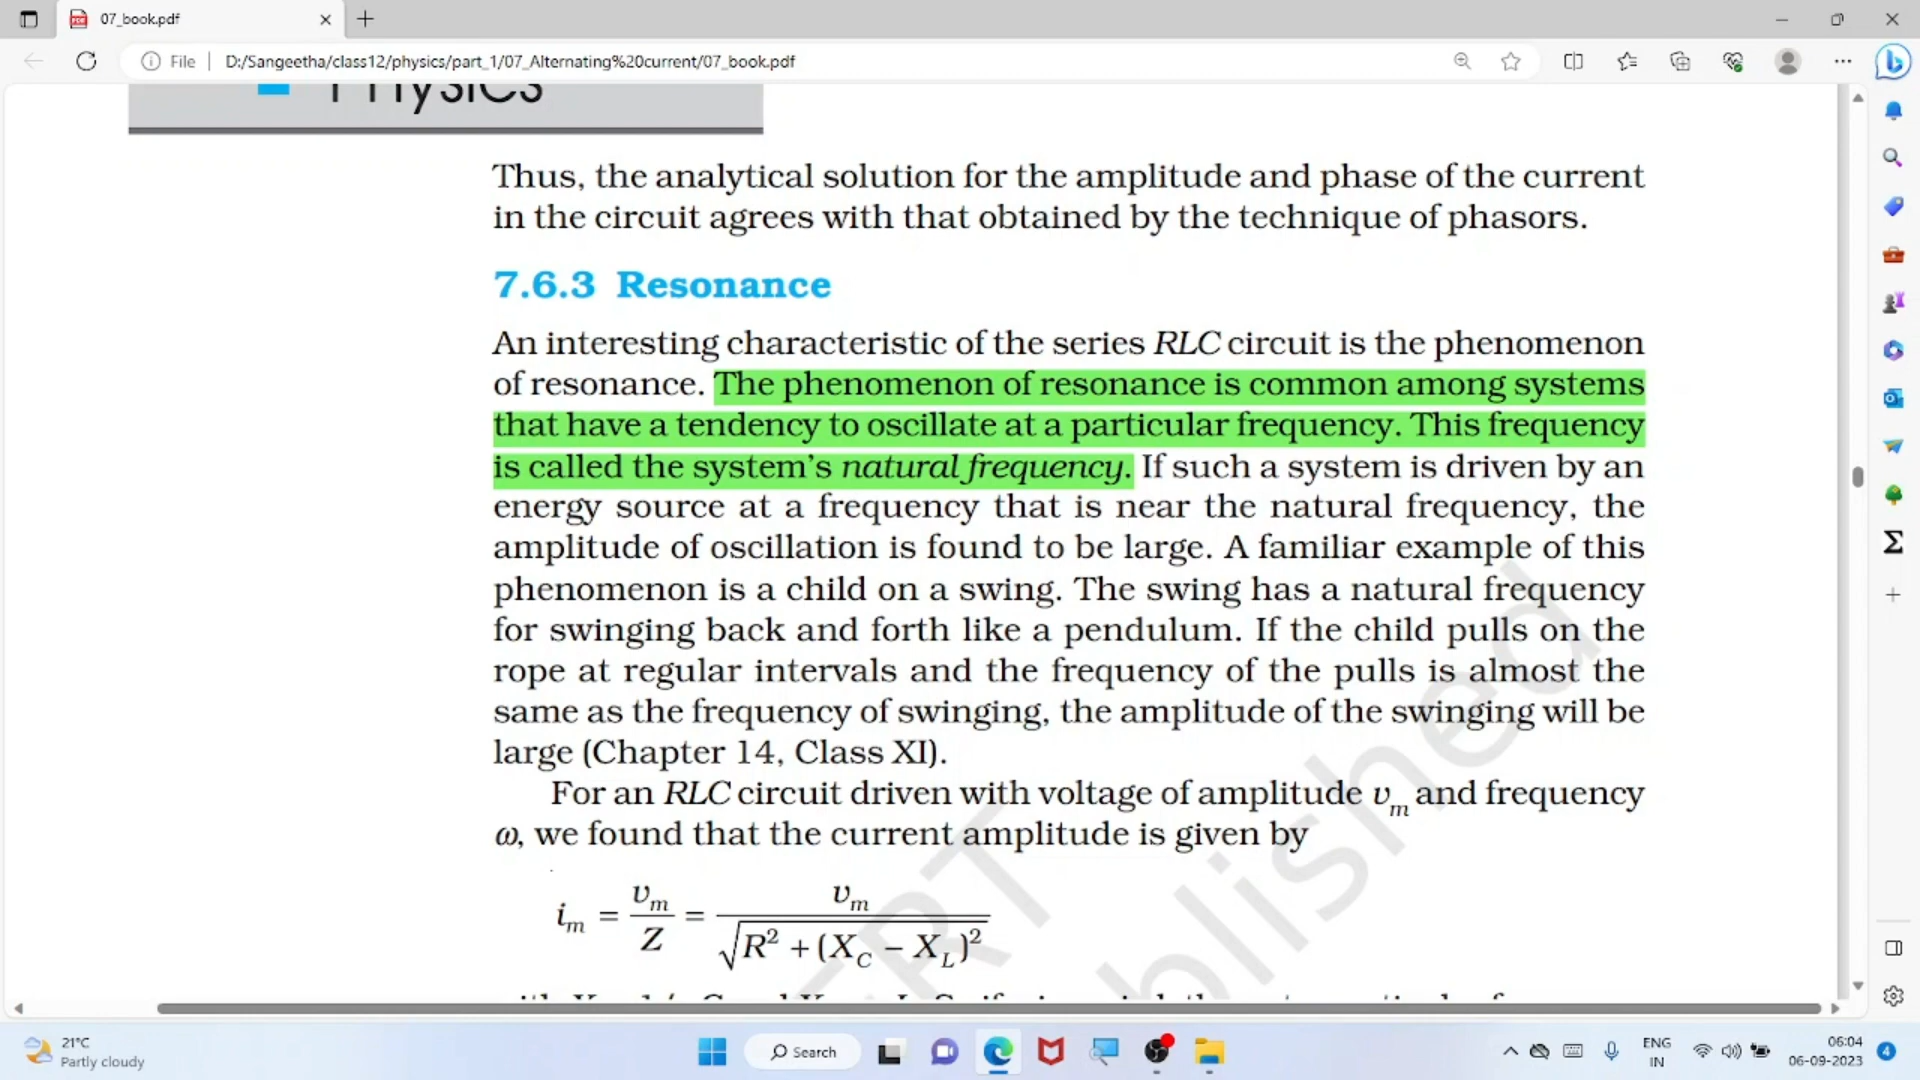 07_book.pdf
File
D:/Sangeetha/class12/physics/part_1/07_Alternating%20current/07_book.pdf
Physics
Thus, the analytical solution for the amplitude and phase of the current
in the circuit agrees with that obtained by the technique of phasors.
7.6.3 Resonance
An interesting characteristic of the series RLC circuit is the phenomenon
of resonance. The phenomenon of resonance is common among systems
that have a tendency to oscillate at a particular frequency. This frequency
is called the system's natural frequency. If such a system is driven by an
energy source at a frequency that is near the natural frequency, the
amplitude of oscillation is found to be large. A familiar example of this
phenomenon is a child on a swing. The swing has a natural frequency
for swinging back and forth like a pendulum. If the child pulls on the
rope at regular intervals and the frequency of the pulls is almost the
same as the frequency of swinging, the amplitude of the swinging will be
large (Chapter 14, Class XI).
For an RLC circuit driven with voltage of amplitude v_m and frequency
ω, we found that the current amplitude is given by
i_m = v_m / Z = v_m / √(R² + (X_C − X_L)²)
21°C
Partly cloudy
Search
ENG
IN
06:04
06-09-2023
4